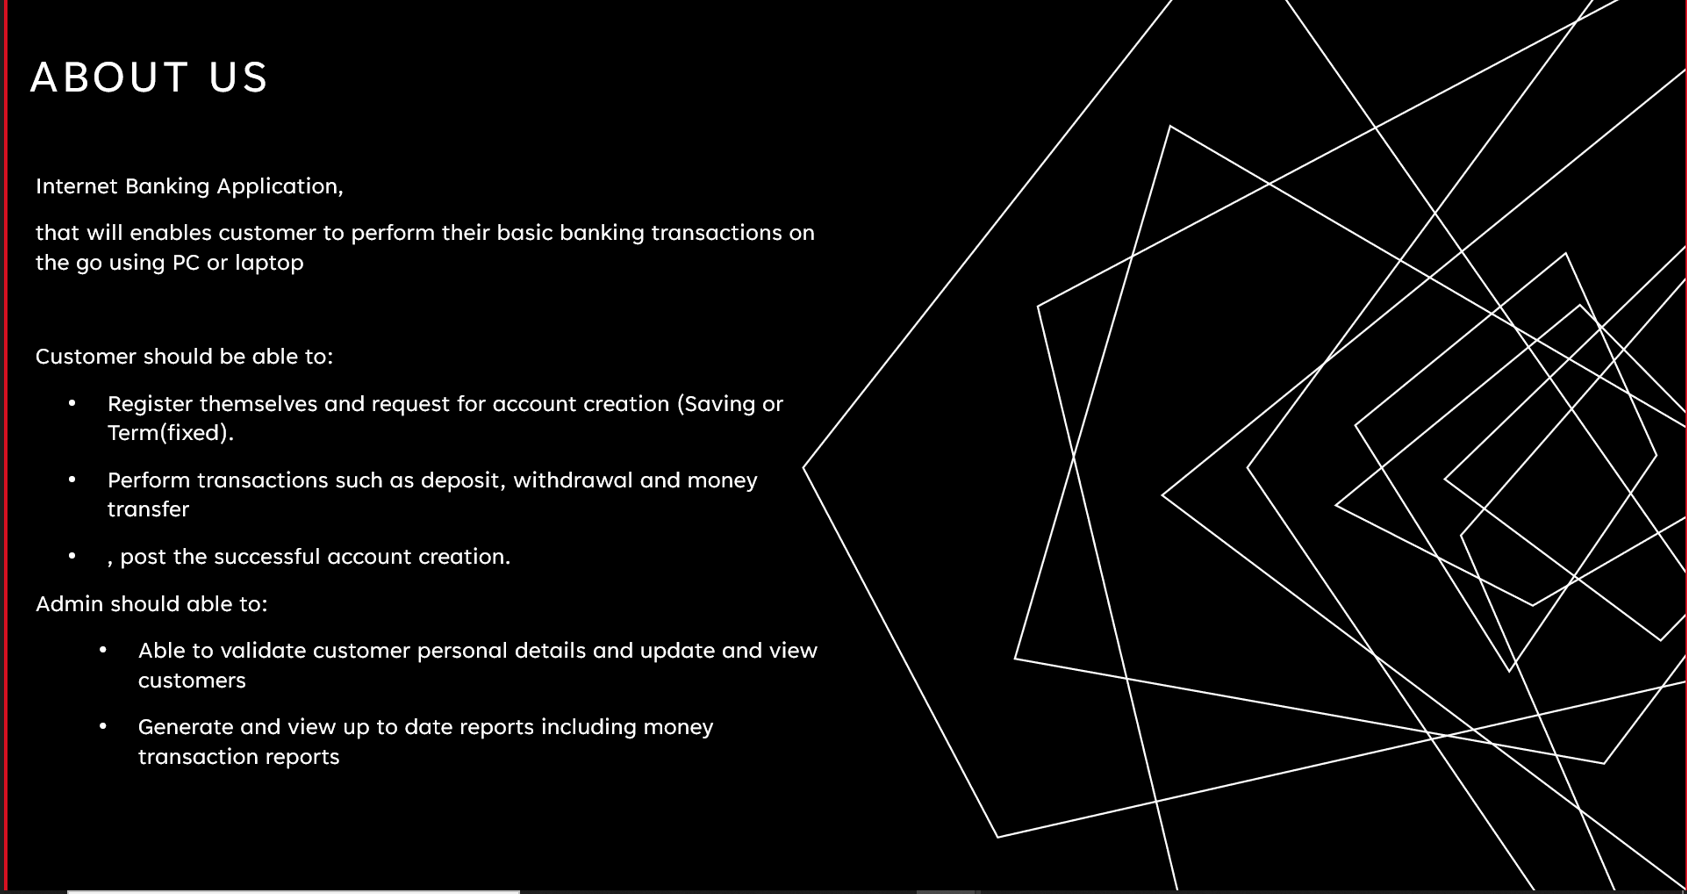 ABOUT US
Internet Banking Application,
that will enables customer to perform their basic banking transactions on
the go using PC or laptop
Customer should be able to:
• Register themselves and request for account creation (Saving or
Term(fixed).
• Perform transactions such as deposit, withdrawal and money
transfer
• , post the successful account creation.
Admin should able to:
• Able to validate customer personal details and update and view
customers
• Generate and view up to date reports including money
transaction reports